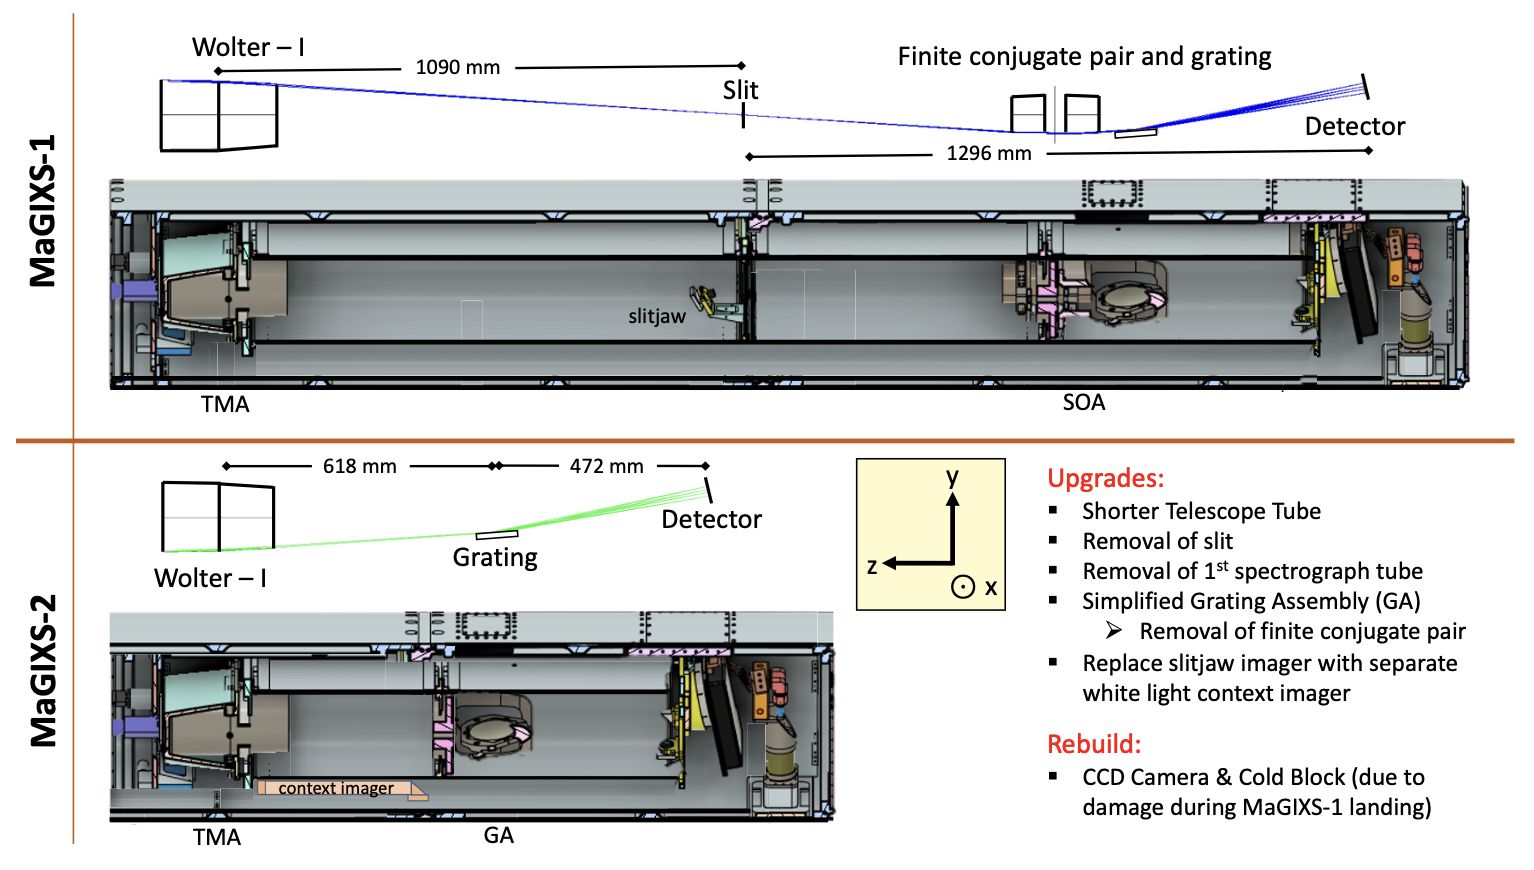 MaGIXS-1
Wolter – I
1090 mm
Slit
Finite conjugate pair and grating
Detector
1296 mm
slitjaw
TMA
SOA
MaGIXS-2
618 mm
472 mm
Detector
Grating
Wolter – I
context imager
TMA
GA
y
z
x
Upgrades:
▪ Shorter Telescope Tube
▪ Removal of slit
▪ Removal of 1st spectrograph tube
▪ Simplified Grating Assembly (GA)
➢ Removal of finite conjugate pair
▪ Replace slitjaw imager with separate
white light context imager
Rebuild:
▪ CCD Camera & Cold Block (due to
damage during MaGIXS-1 landing)